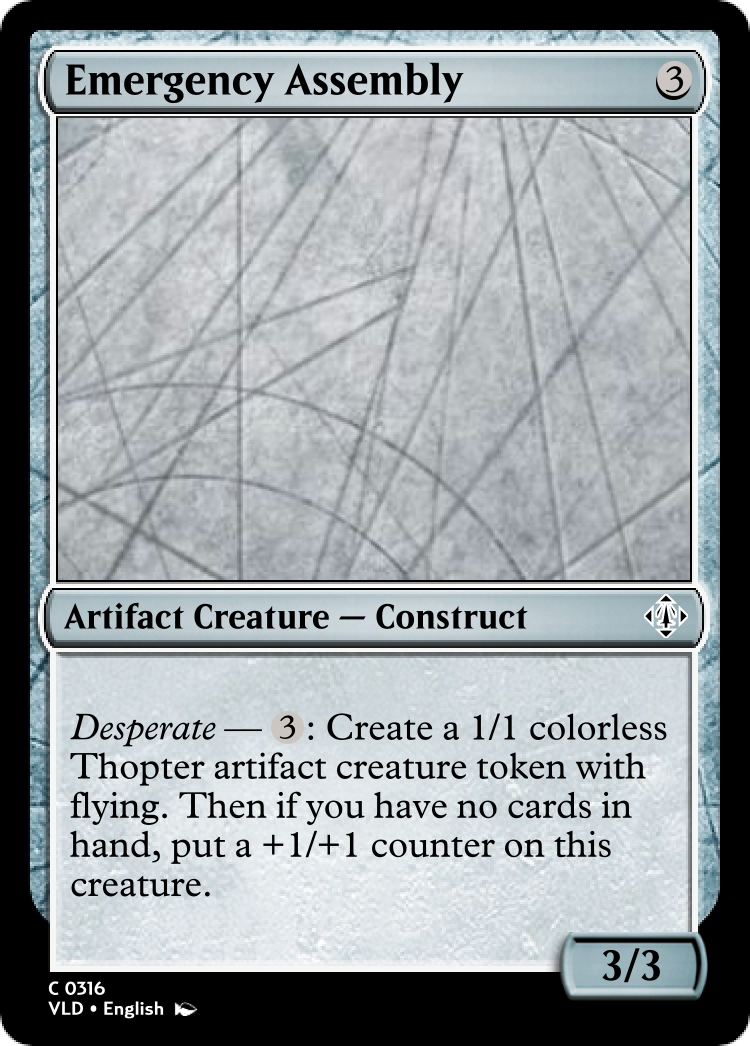 Emergency Assembly 3
Artifact Creature — Construct
Desperate — 3: Create a 1/1 colorless
Thopter artifact creature token with
flying. Then if you have no cards in
hand, put a +1/+1 counter on this
creature.
3/3
C 0316
VLD • English